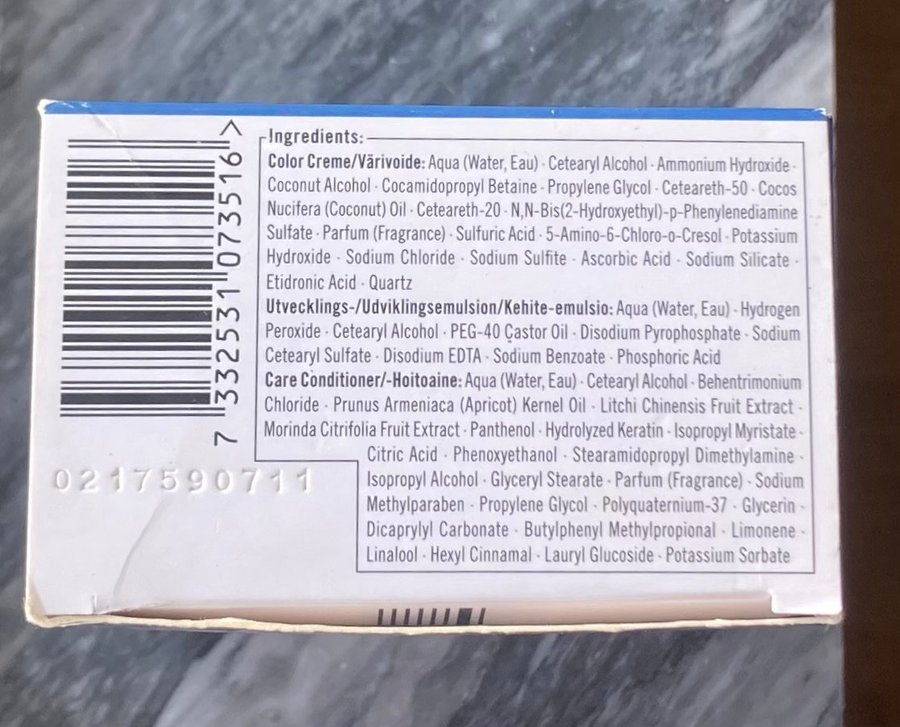 Ingredients:
Color Creme/Värivoide: Aqua (Water, Eau) · Cetearyl Alcohol · Ammonium Hydroxide ·
Coconut Alcohol · Cocamidopropyl Betaine · Propylene Glycol · Ceteareth-50 · Cocos
Nucifera (Coconut) Oil · Ceteareth-20 · N,N-Bis(2-Hydroxyethyl)-p-Phenylenediamine
Sulfate · Parfum (Fragrance) · Sulfuric Acid · 5-Amino-6-Chloro-o-Cresol · Potassium
Hydroxide · Sodium Chloride · Sodium Sulfite · Ascorbic Acid · Sodium Silicate ·
Etidronic Acid · Quartz
Utvecklings-/Udviklingsemulsion/Kehite-emulsio: Aqua (Water, Eau) · Hydrogen
Peroxide · Cetearyl Alcohol · PEG-40 Castor Oil · Disodium Pyrophosphate · Sodium
Cetearyl Sulfate · Disodium EDTA · Sodium Benzoate · Phosphoric Acid
Care Conditioner/-Hoitoaine: Aqua (Water, Eau) · Cetearyl Alcohol · Behentrimonium
Chloride · Prunus Armeniaca (Apricot) Kernel Oil · Litchi Chinensis Fruit Extract ·
Morinda Citrifolia Fruit Extract · Panthenol · Hydrolyzed Keratin · Isopropyl Myristate ·
Citric Acid · Phenoxyethanol · Stearamidopropyl Dimethylamine ·
Isopropyl Alcohol · Glyceryl Stearate · Parfum (Fragrance) · Sodium
Methylparaben · Propylene Glycol · Polyquaternium-37 · Glycerin ·
Dicaprylyl Carbonate · Butylphenyl Methylpropional · Limonene ·
Linalool · Hexyl Cinnamal · Lauryl Glucoside · Potassium Sorbate
7 332531 073516 >
0217590711